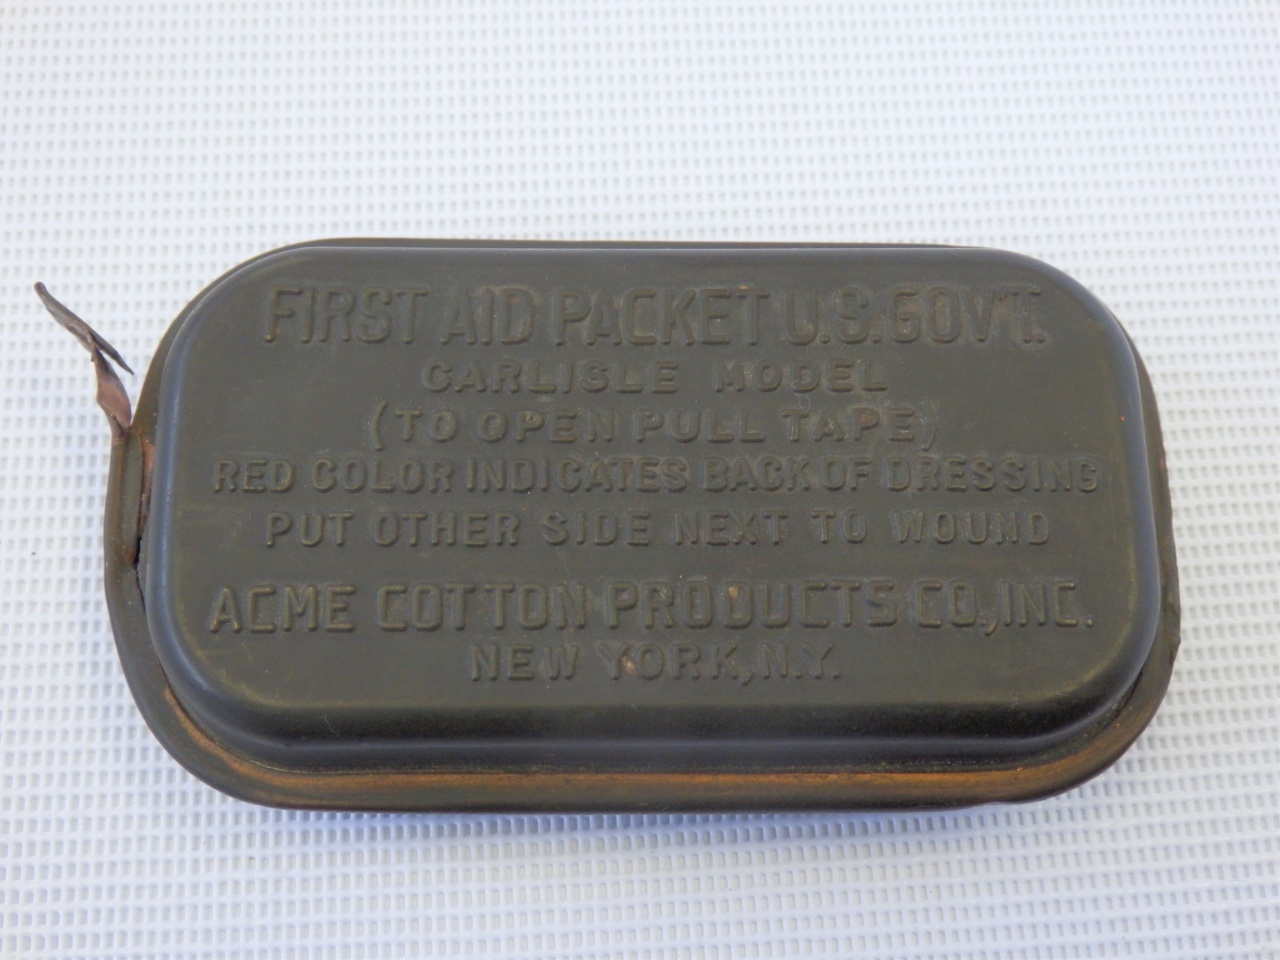 FIRST AID PACKET U.S. GOV'T.
CARLISLE MODEL
(TO OPEN PULL TAPE)
RED COLOR INDICATES BACK OF DRESSING
PUT OTHER SIDE NEXT TO WOUND
ACME COTTON PRODUCTS CO., INC.
NEW YORK, N.Y.